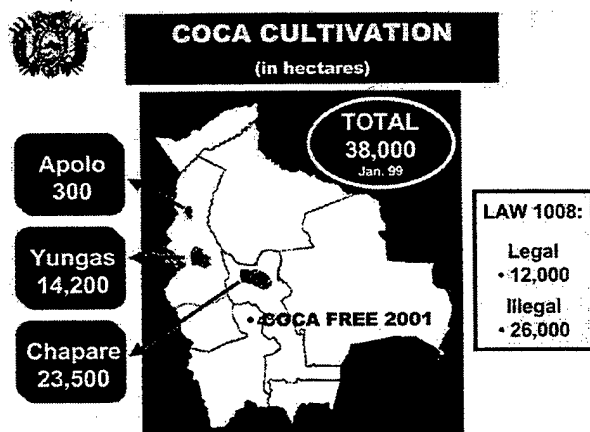 COCA CULTIVATION
(in hectares)
TOTAL
38,000
Jan. 99
Apolo
300
Yungas
14,200
Chapare
23,500
COCA FREE 2001
LAW 1008:
Legal
• 12,000
Illegal
• 26,000